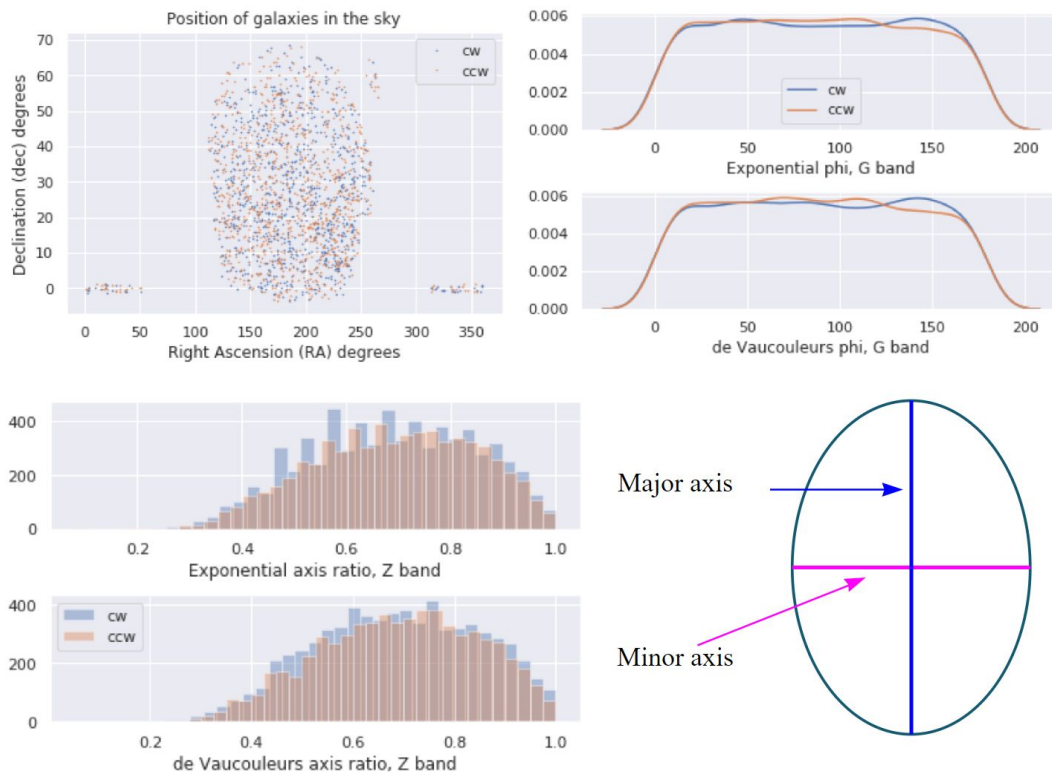 Position of galaxies in the sky
70
60
50
40
30
20
10
0
Declination (dec) degrees
cw
ccw
0 50 100 150 200 250 300 350
Right Ascension (RA) degrees
0.006
0.004
0.002
0.000
cw
ccw
0 50 100 150 200
Exponential phi, G band
0.006
0.004
0.002
0.000
0 50 100 150 200
de Vaucouleurs phi, G band
400
200
0
0.2 0.4 0.6 0.8 1.0
Exponential axis ratio, Z band
400
200
0
cw
ccw
0.2 0.4 0.6 0.8 1.0
de Vaucouleurs axis ratio, Z band
Major axis
Minor axis